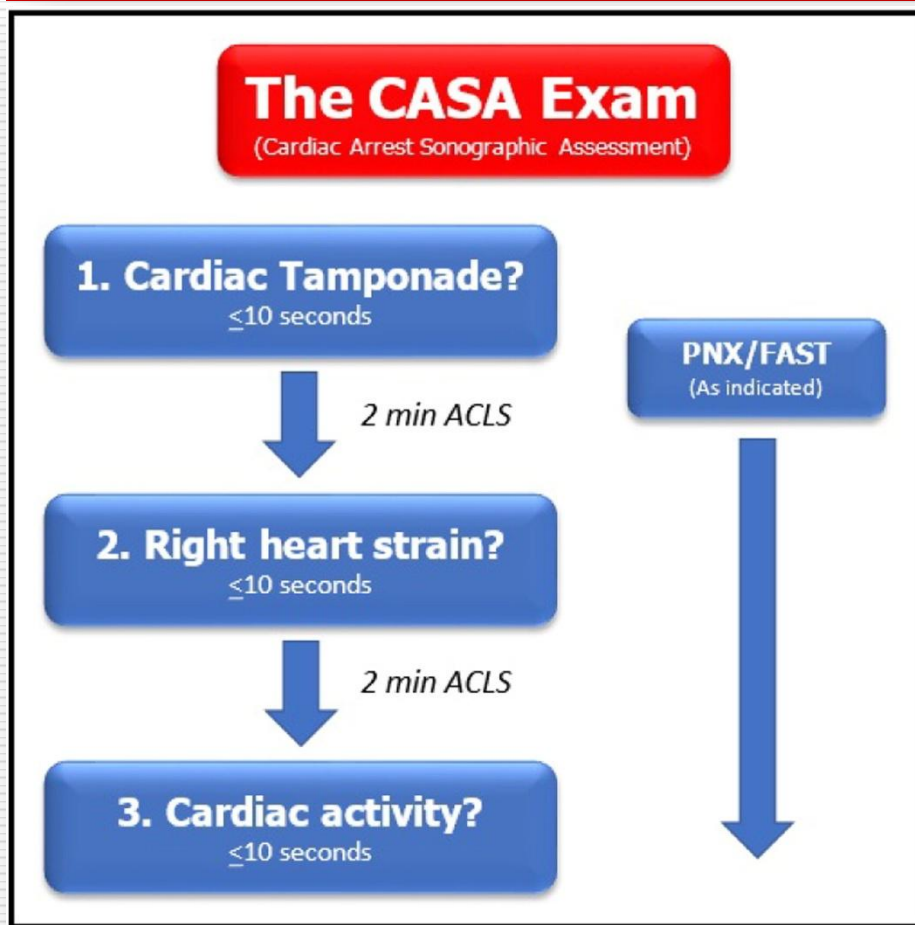 The CASA Exam
(Cardiac Arrest Sonographic Assessment)
1. Cardiac Tamponade?
≤10 seconds
2 min ACLS
PNX/FAST
(As indicated)
2. Right heart strain?
≤10 seconds
2 min ACLS
3. Cardiac activity?
≤10 seconds